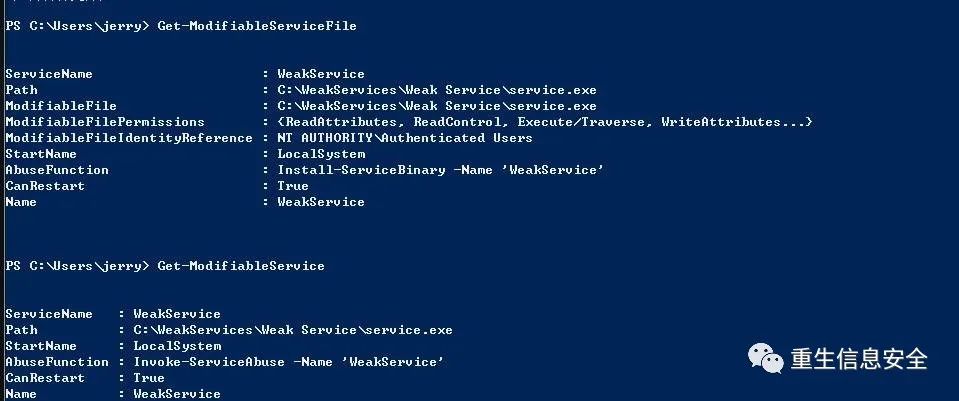 PS C:\Users\jerry> Get-ModifiableServiceFile
ServiceName : WeakService
Path : C:\WeakServices\Weak Service\service.exe
ModifiableFile : C:\WeakServices\Weak Service\service.exe
ModifiableFilePermissions : {ReadAttributes, ReadControl, Execute/Traverse, WriteAttributes...}
ModifiableFileIdentityReference : NT AUTHORITY\Authenticated Users
StartName : LocalSystem
AbuseFunction : Install-ServiceBinary -Name 'WeakService'
CanRestart : True
Name : WeakService
PS C:\Users\jerry> Get-ModifiableService
ServiceName : WeakService
Path : C:\WeakServices\Weak Service\service.exe
StartName : LocalSystem
AbuseFunction : Invoke-ServiceAbuse -Name 'WeakService'
CanRestart : True
Name : WeakService
重生信息安全